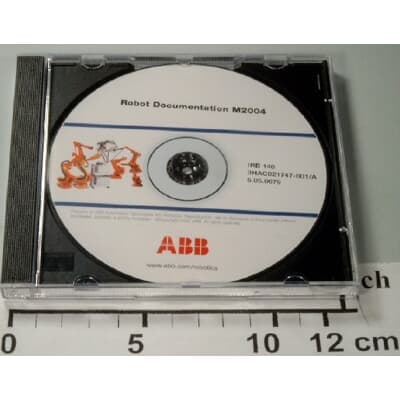 Robot Documentation M2004
IRB 140
3HAC021747-001/A
5.05.0075
ABB
www.abb.com/robotics
ch
0 5 10 12 cm